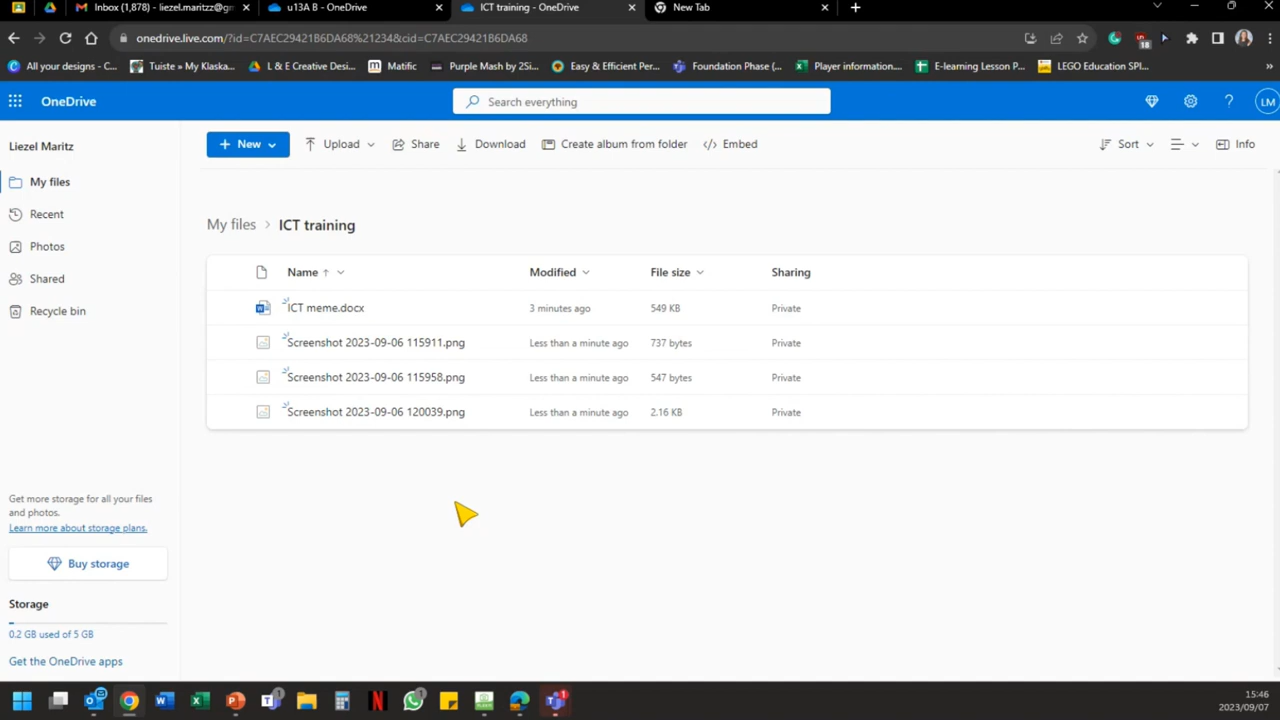 Inbox (1,878) - liezel.maritzz@gm
u13A B - OneDrive
ICT training - OneDrive
New Tab
onedrive.live.com/?id=C7AEC29421B6DA68%21234&cid=C7AEC29421B6DA68
18
All your designs - C...
Tuiste » My Klaska...
L & E Creative Desi...
Matific
Purple Mash by 2Si...
Easy & Efficient Per...
Foundation Phase (...
Player information....
E-learning Lesson P...
LEGO Education SPI...
»
OneDrive
Search everything
?
LM
Liezel Maritz
My files
Recent
Photos
Shared
Recycle bin
+ New
Upload
Share
Download
Create album from folder
</> Embed
Sort
Info
My files > ICT training
Name
Modified
File size
Sharing
ICT meme.docx
3 minutes ago
549 KB
Private
Screenshot 2023-09-06 115911.png
Less than a minute ago
737 bytes
Private
Screenshot 2023-09-06 115958.png
Less than a minute ago
547 bytes
Private
Screenshot 2023-09-06 120039.png
Less than a minute ago
2.16 KB
Private
Get more storage for all your files
and photos.
Learn more about storage plans.
Buy storage
Storage
0.2 GB used of 5 GB
Get the OneDrive apps
15:46
2023/09/07